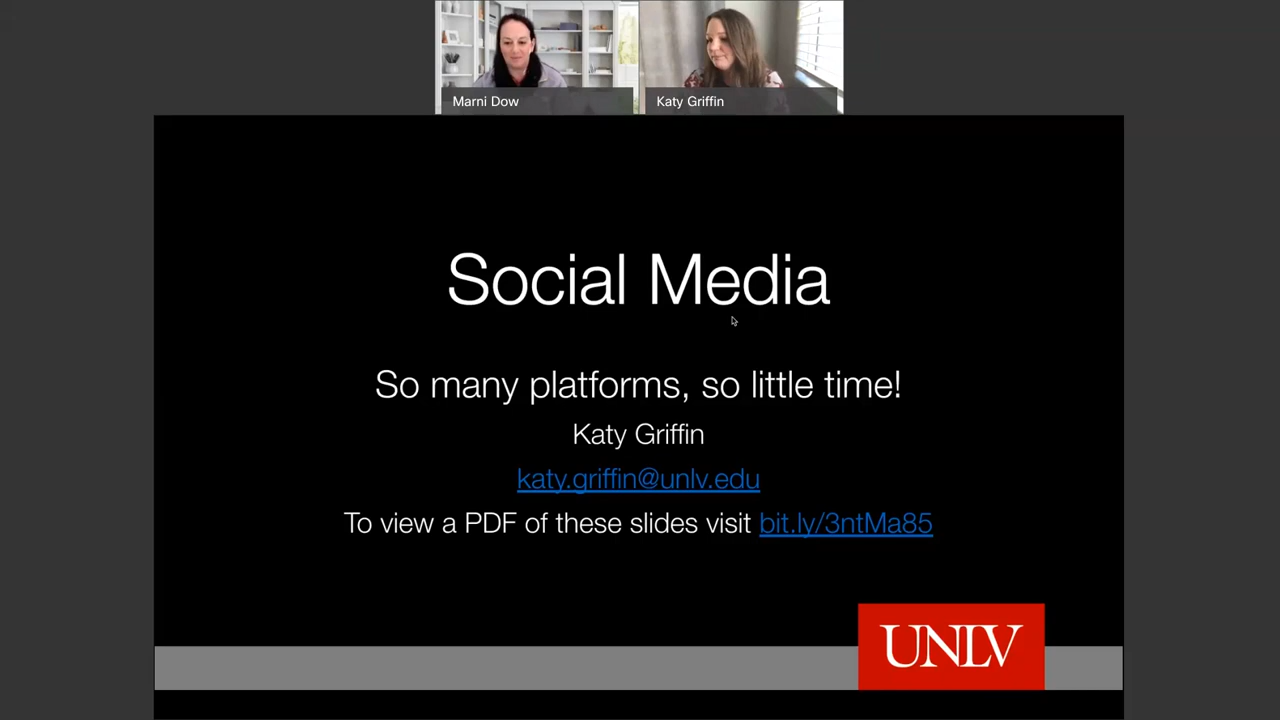 Marni Dow
Katy Griffin
Social Media
So many platforms, so little time!
Katy Griffin
katy.griffin@unlv.edu
To view a PDF of these slides visit bit.ly/3ntMa85
UNLV